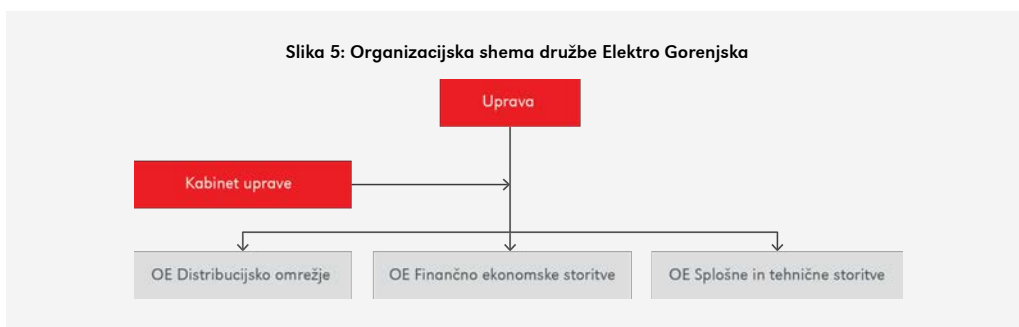 Slika 5: Organizacijska shema družbe Elektro Gorenjska
Uprava
Kabinet uprave
OE Distribucijsko omrežje
OE Finančno ekonomske storitve
OE Splošne in tehnične storitve